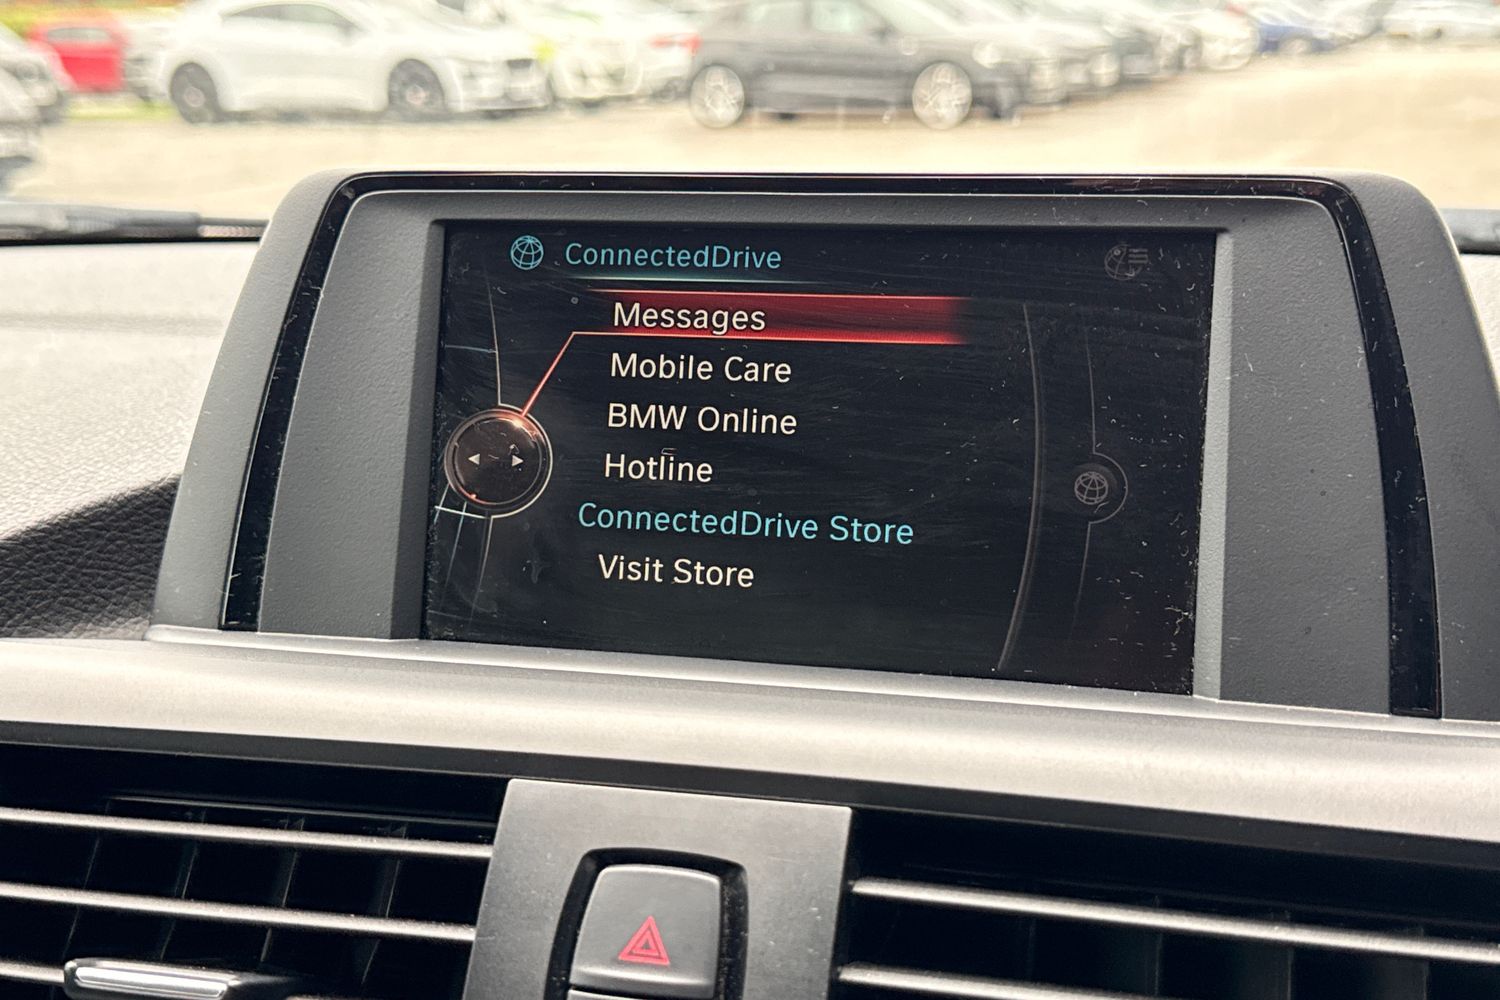 ConnectedDrive
Messages
Mobile Care
BMW Online
Hotline
ConnectedDrive Store
Visit Store